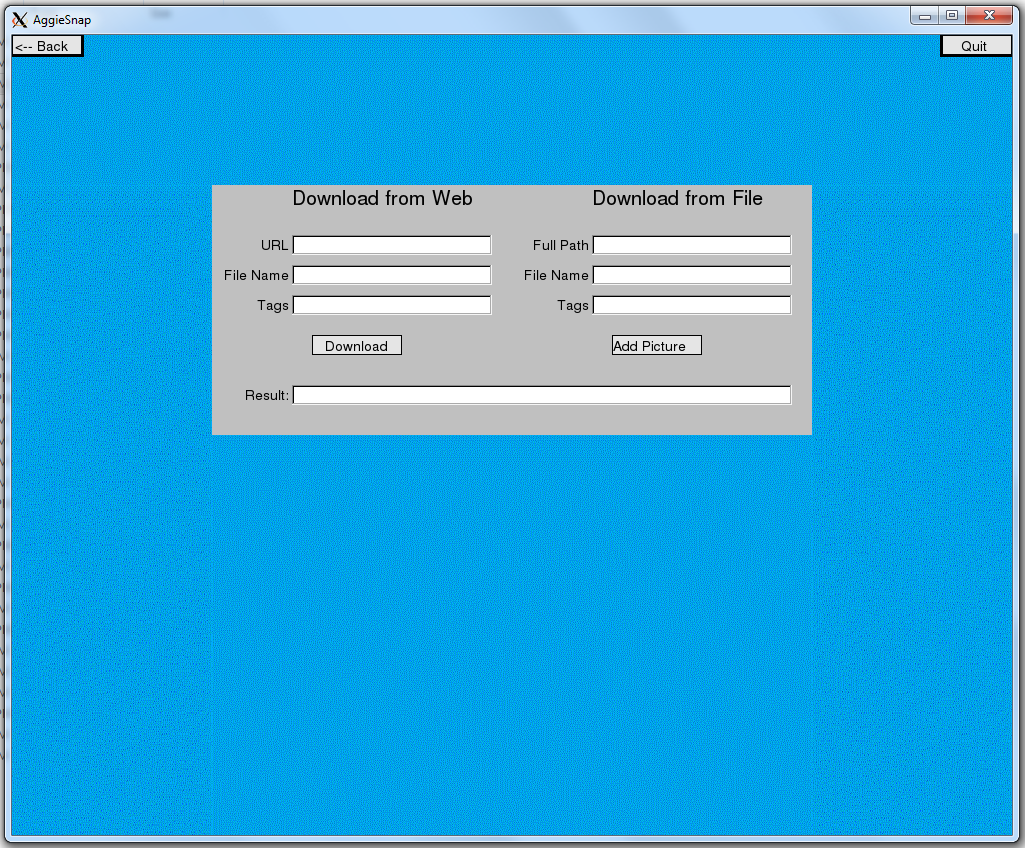 AggieSnap
<-- Back
Quit
Download from Web
Download from File
URL
Full Path
File Name
File Name
Tags
Tags
Download
Add Picture
Result: